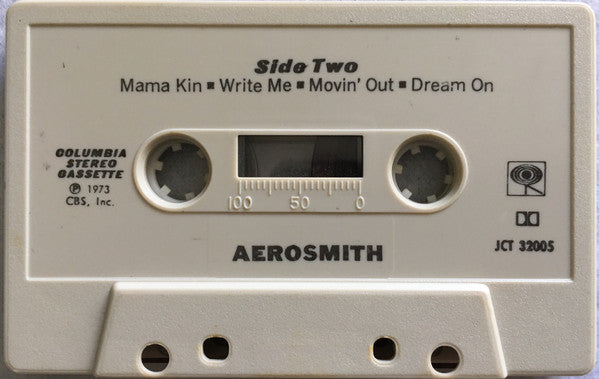 Side Two
Mama Kin ▪ Write Me ▪ Movin' Out ▪ Dream On
COLUMBIA
STEREO
CASSETTE
℗ 1973
CBS, Inc.
100 50 0
JCT 32005
AEROSMITH